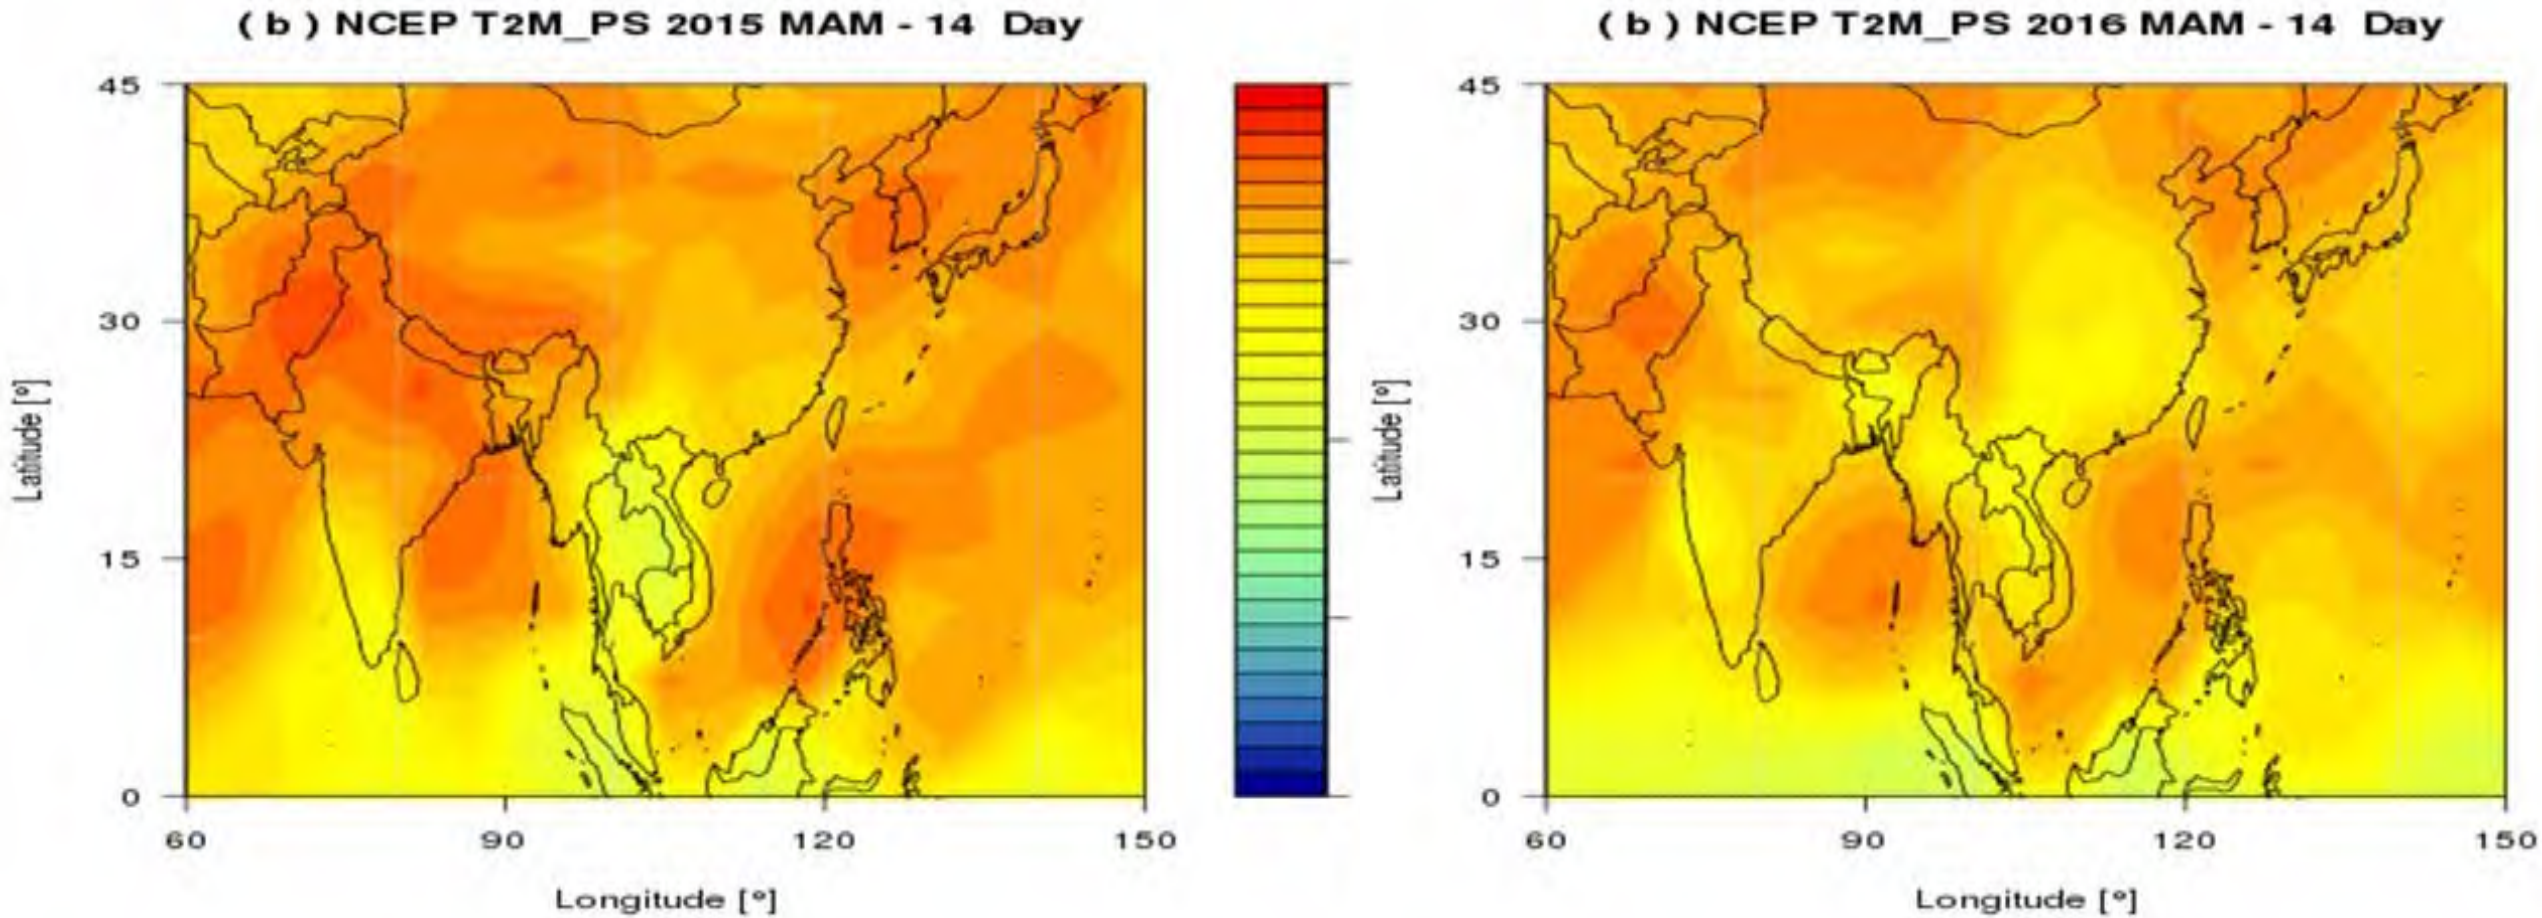 ( b ) NCEP T2M_PS 2015 MAM - 14 Day
45
30
15
0
Latitude [°]
60 90 120 150
Longitude [°]
( b ) NCEP T2M_PS 2016 MAM - 14 Day
45
30
15
0
Latitude [°]
60 90 120 150
Longitude [°]